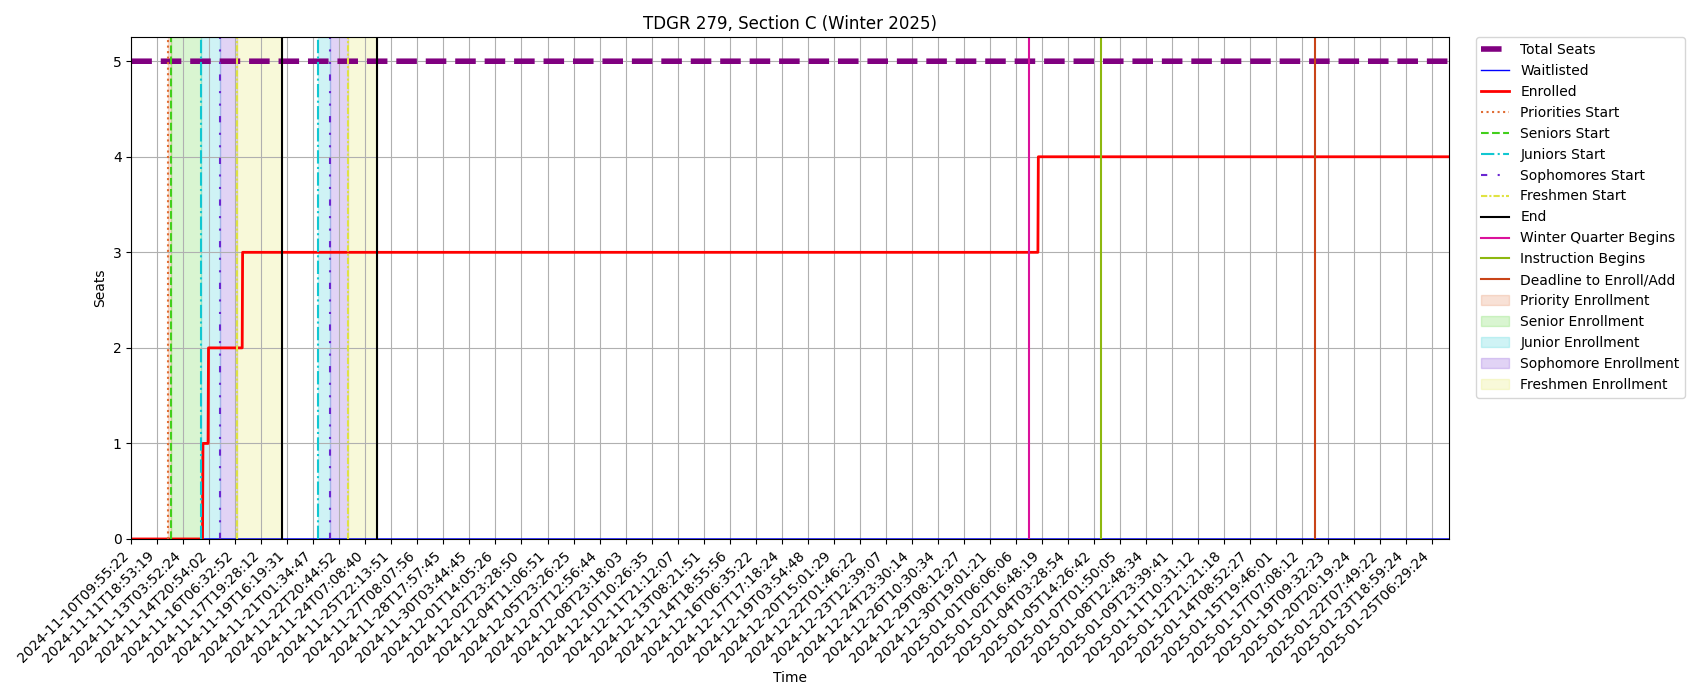 TDGR 279, Section C (Winter 2025)
Seats
5
4
3
2
1
0
2024-11-10T09:55:22
2024-11-11T18:53:19
2024-11-13T03:52:24
2024-11-14T20:54:02
2024-11-16T06:32:52
2024-11-17T19:28:12
2024-11-19T16:19:31
2024-11-21T01:34:47
2024-11-22T20:44:52
2024-11-24T07:08:40
2024-11-25T22:13:51
2024-11-27T08:07:56
2024-11-28T17:57:45
2024-11-30T03:44:45
2024-12-01T14:05:26
2024-12-02T23:28:50
2024-12-04T11:06:51
2024-12-05T23:26:25
2024-12-07T12:56:44
2024-12-08T23:18:03
2024-12-10T10:26:35
2024-12-11T21:12:07
2024-12-13T08:21:51
2024-12-14T18:55:56
2024-12-16T06:35:22
2024-12-17T17:18:24
2024-12-19T03:54:48
2024-12-20T15:01:29
2024-12-22T01:46:22
2024-12-23T12:39:07
2024-12-24T23:30:14
2024-12-26T10:30:34
2024-12-29T08:12:27
2024-12-30T19:01:21
2025-01-01T06:06:06
2025-01-02T16:48:19
2025-01-04T03:28:54
2025-01-05T14:26:42
2025-01-07T01:50:05
2025-01-08T12:48:34
2025-01-09T23:39:41
2025-01-11T10:31:12
2025-01-12T21:21:18
2025-01-14T08:52:27
2025-01-15T19:46:01
2025-01-17T07:08:12
2025-01-19T09:32:23
2025-01-20T20:19:24
2025-01-22T07:49:22
2025-01-23T18:59:24
2025-01-25T06:29:24
Time
Total Seats
Waitlisted
Enrolled
Priorities Start
Seniors Start
Juniors Start
Sophomores Start
Freshmen Start
End
Winter Quarter Begins
Instruction Begins
Deadline to Enroll/Add
Priority Enrollment
Senior Enrollment
Junior Enrollment
Sophomore Enrollment
Freshmen Enrollment